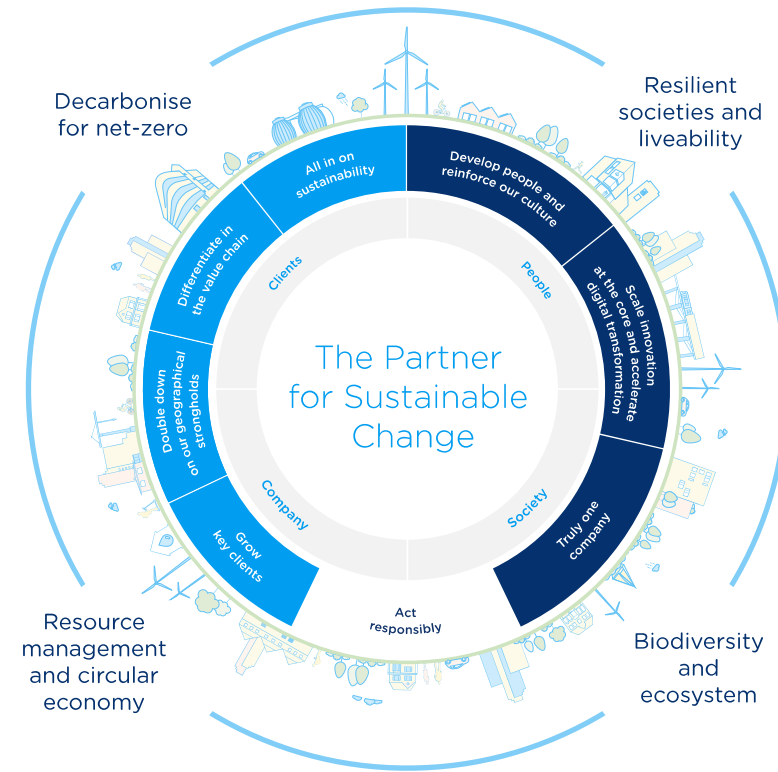 Decarbonise
for net-zero
Resilient
societies and
liveability
All in on
sustainability
Develop people and
reinforce our culture
Differentiate in
the value chain
Scale innovation
at the core and accelerate
digital transformation
Double down
on our geographical
strongholds
Truly one
company
Grow
key clients
Act
responsibly
Clients
People
Company
Society
The Partner
for Sustainable
Change
Resource
management
and circular
economy
Biodiversity
and
ecosystem